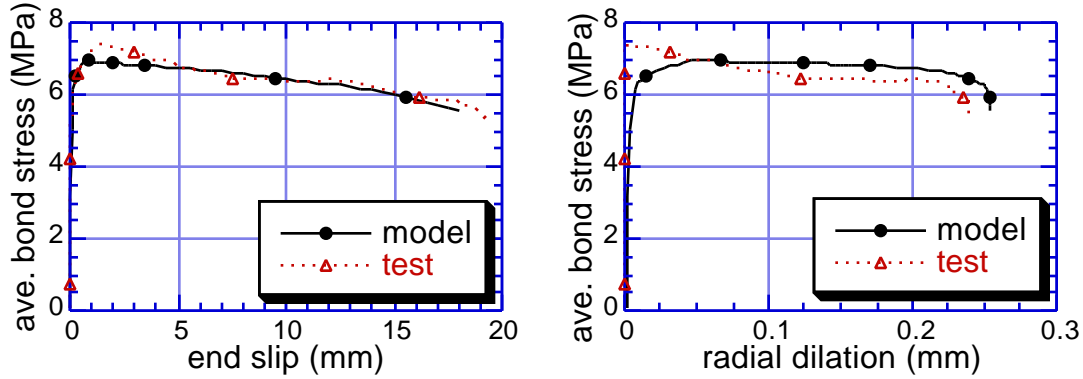 ave. bond stress (MPa)
8
6
4
2
0
0 5 10 15 20
end slip (mm)
model
test
ave. bond stress (MPa)
8
6
4
2
0
0 0.1 0.2 0.3
radial dilation (mm)
model
test